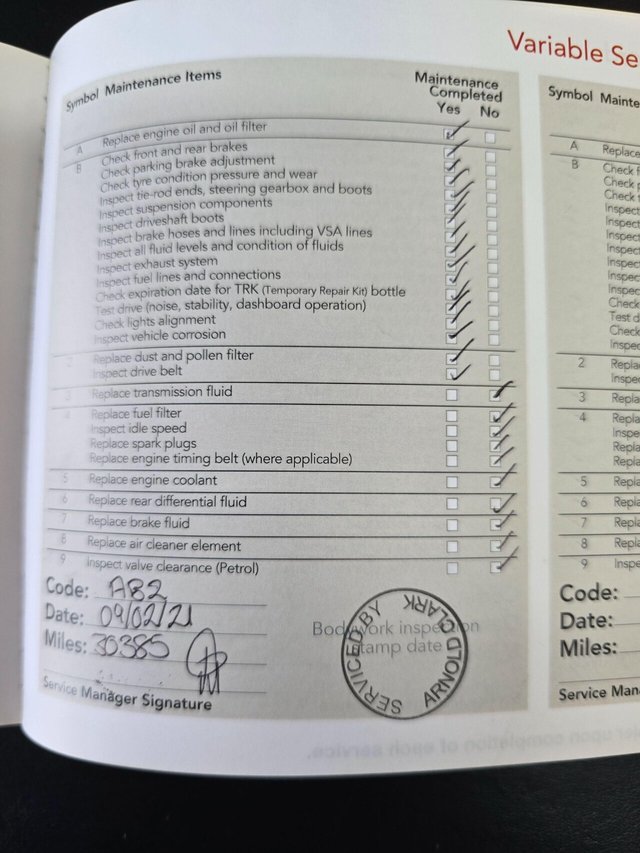 Variable Se
Symbol Maintenance Items
Maintenance
Completed
Yes No
A Replace engine oil and oil filter
B Check front and rear brakes
Check parking brake adjustment
Check tyre condition pressure and wear
Inspect tie-rod ends, steering gearbox and boots
Inspect suspension components
Inspect driveshaft boots
Inspect brake hoses and lines including VSA lines
Inspect all fluid levels and condition of fluids
Inspect exhaust system
Inspect fuel lines and connections
Check expiration date for TRK (Temporary Repair Kit) bottle
Test drive (noise, stability, dashboard operation)
Check lights alignment
Inspect vehicle corrosion
2 Replace dust and pollen filter
Inspect drive belt
3 Replace transmission fluid
4 Replace fuel filter
Inspect idle speed
Replace spark plugs
Replace engine timing belt (where applicable)
5 Replace engine coolant
6 Replace rear differential fluid
7 Replace brake fluid
8 Replace air cleaner element
9 Inspect valve clearance (Petrol)
Code: AB2
Date: 09/02/21
Miles: 30385
Service Manager Signature
Bodywork inspection
stamp date
SERVICED BY
ARNOLD CLARK
Symbol Mainte
A Replace
B Check f
Check
Check t
Inspect
Inspect
Inspect
Inspect
Inspect
Inspect
Inspec
Check
Test d
Check
Inspec
2 Repla
Inspe
3 Repla
4 Repla
Inspe
Repla
Repla
5 Repla
6 Repla
7 Repla
8 Repla
9 Inspe
Code:
Date:
Miles:
Service Man